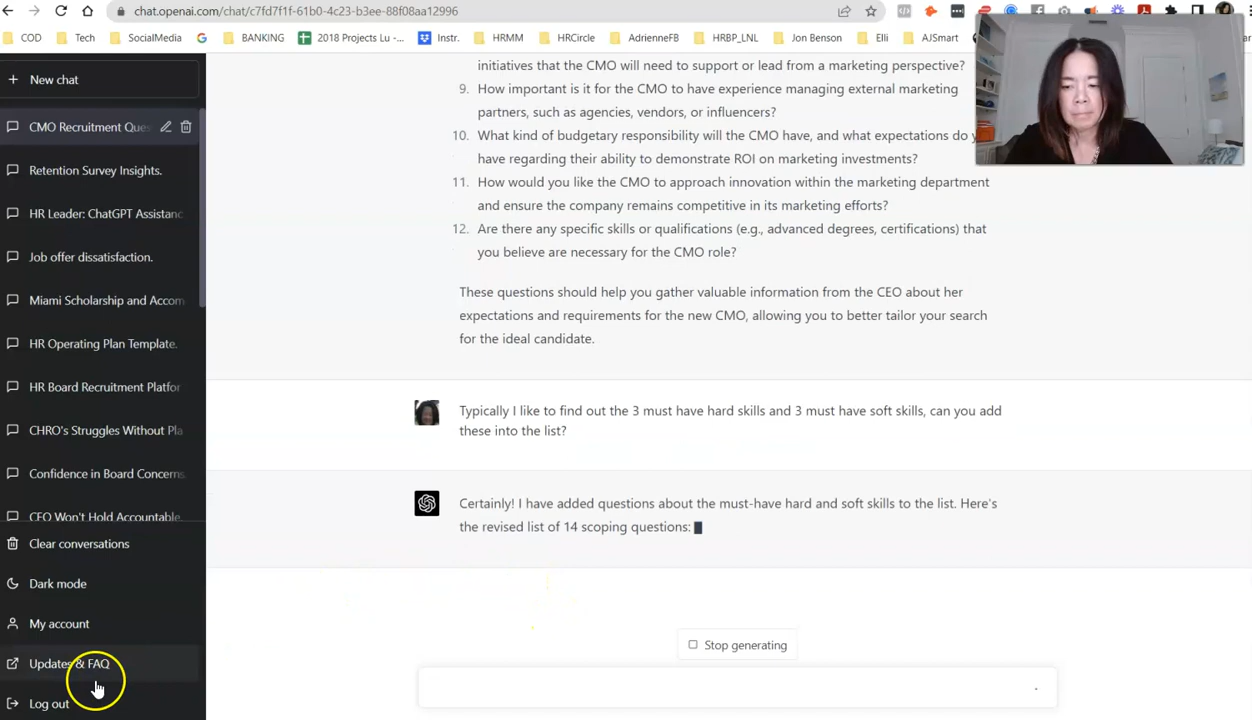 chat.openai.com/chat/c7fd7f1f-61b0-4c23-b3ee-88f08aa12996
COD
Tech
SocialMedia
BANKING
2018 Projects Lu -...
Instr.
HRMM
HRCircle
AdrienneFB
HRBP_LNL
Jon Benson
Elli
AJSmart
New chat
CMO Recruitment Ques
Retention Survey Insights.
HR Leader: ChatGPT Assistanc
Job offer dissatisfaction.
Miami Scholarship and Accom
HR Operating Plan Template.
HR Board Recruitment Platfor
CHRO's Struggles Without Pla
Confidence in Board Concerns.
CEO Won't Hold Accountable.
Clear conversations
Dark mode
My account
Updates & FAQ
Log out
initiatives that the CMO will need to support or lead from a marketing perspective?
9. How important is it for the CMO to have experience managing external marketing
partners, such as agencies, vendors, or influencers?
10. What kind of budgetary responsibility will the CMO have, and what expectations do y
have regarding their ability to demonstrate ROI on marketing investments?
11. How would you like the CMO to approach innovation within the marketing department
and ensure the company remains competitive in its marketing efforts?
12. Are there any specific skills or qualifications (e.g., advanced degrees, certifications) that
you believe are necessary for the CMO role?
These questions should help you gather valuable information from the CEO about her
expectations and requirements for the new CMO, allowing you to better tailor your search
for the ideal candidate.
Typically I like to find out the 3 must have hard skills and 3 must have soft skills, can you add
these into the list?
Certainly! I have added questions about the must-have hard and soft skills to the list. Here's
the revised list of 14 scoping questions:
Stop generating